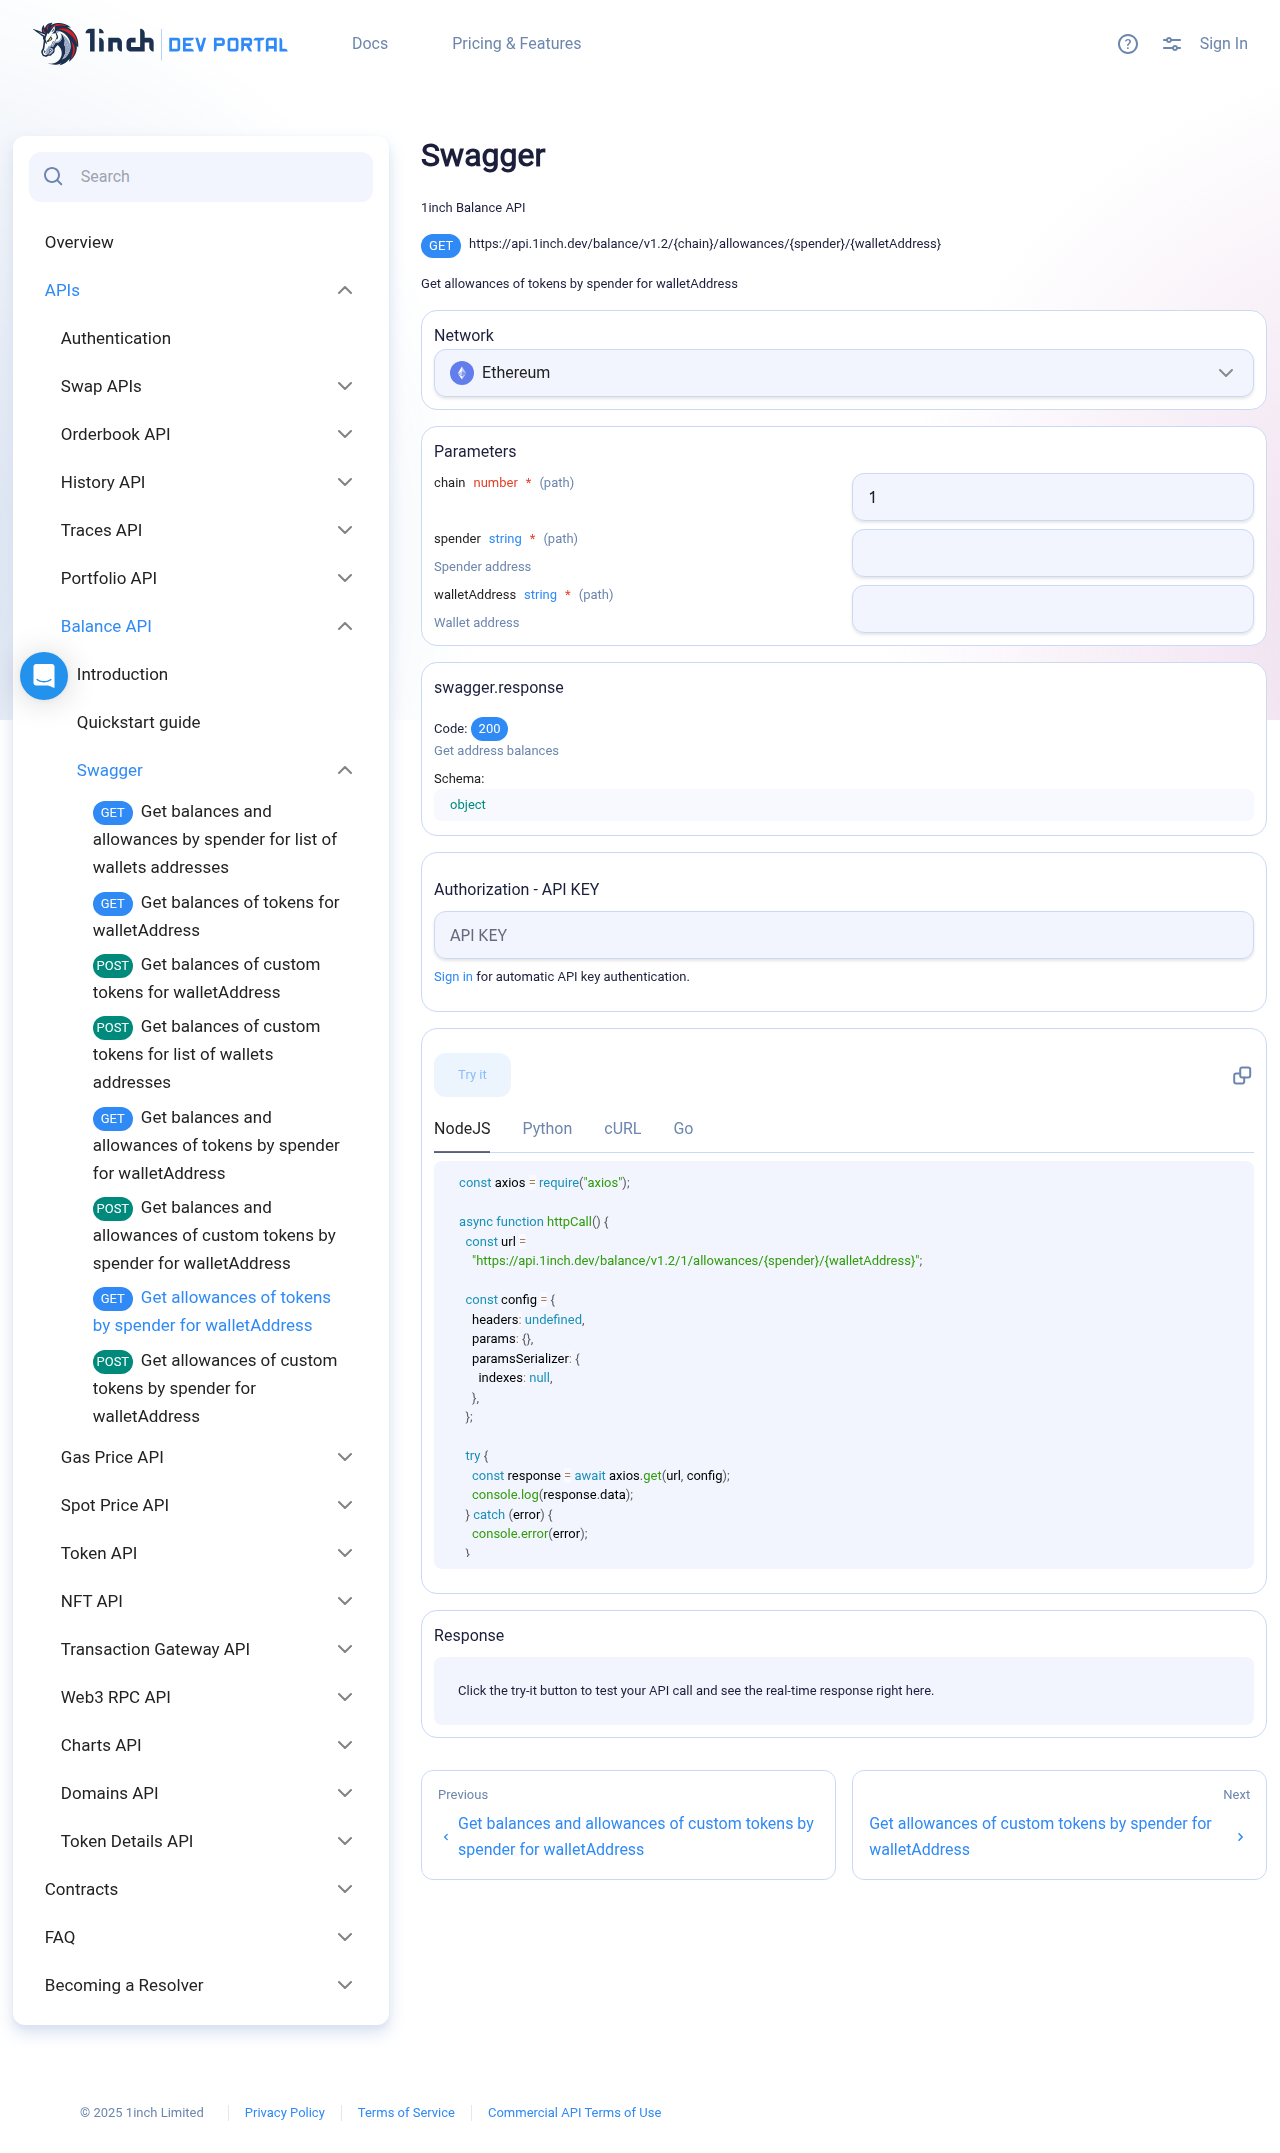 1inch DEV PORTAL
Docs
Pricing & Features
Sign In
Search
Overview
APIs
Authentication
Swap APIs
Orderbook API
History API
Traces API
Portfolio API
Balance API
Introduction
Quickstart guide
Swagger
GET Get balances and
allowances by spender for list of
wallets addresses
GET Get balances of tokens for
walletAddress
POST Get balances of custom
tokens for walletAddress
POST Get balances of custom
tokens for list of wallets
addresses
GET Get balances and
allowances of tokens by spender
for walletAddress
POST Get balances and
allowances of custom tokens by
spender for walletAddress
GET Get allowances of tokens
by spender for walletAddress
POST Get allowances of custom
tokens by spender for
walletAddress
Gas Price API
Spot Price API
Token API
NFT API
Transaction Gateway API
Web3 RPC API
Charts API
Domains API
Token Details API
Contracts
FAQ
Becoming a Resolver
Swagger
1inch Balance API
GET https://api.1inch.dev/balance/v1.2/{chain}/allowances/{spender}/{walletAddress}
Get allowances of tokens by spender for walletAddress
Network
Ethereum
Parameters
chain number * (path)
1
spender string * (path)
Spender address
walletAddress string * (path)
Wallet address
swagger.response
Code: 200
Get address balances
Schema:
object
Authorization - API KEY
API KEY
Sign in for automatic API key authentication.
Try it
NodeJS Python cURL Go
const axios = require("axios");
async function httpCall() {
const url =
"https://api.1inch.dev/balance/v1.2/1/allowances/{spender}/{walletAddress}";
const config = {
headers: undefined,
params: {},
paramsSerializer: {
indexes: null,
},
};
try {
const response = await axios.get(url, config);
console.log(response.data);
} catch (error) {
console.error(error);
}
Response
Click the try-it button to test your API call and see the real-time response right here.
Previous
Get balances and allowances of custom tokens by
spender for walletAddress
Next
Get allowances of custom tokens by spender for
walletAddress
© 2025 1inch Limited
Privacy Policy
Terms of Service
Commercial API Terms of Use